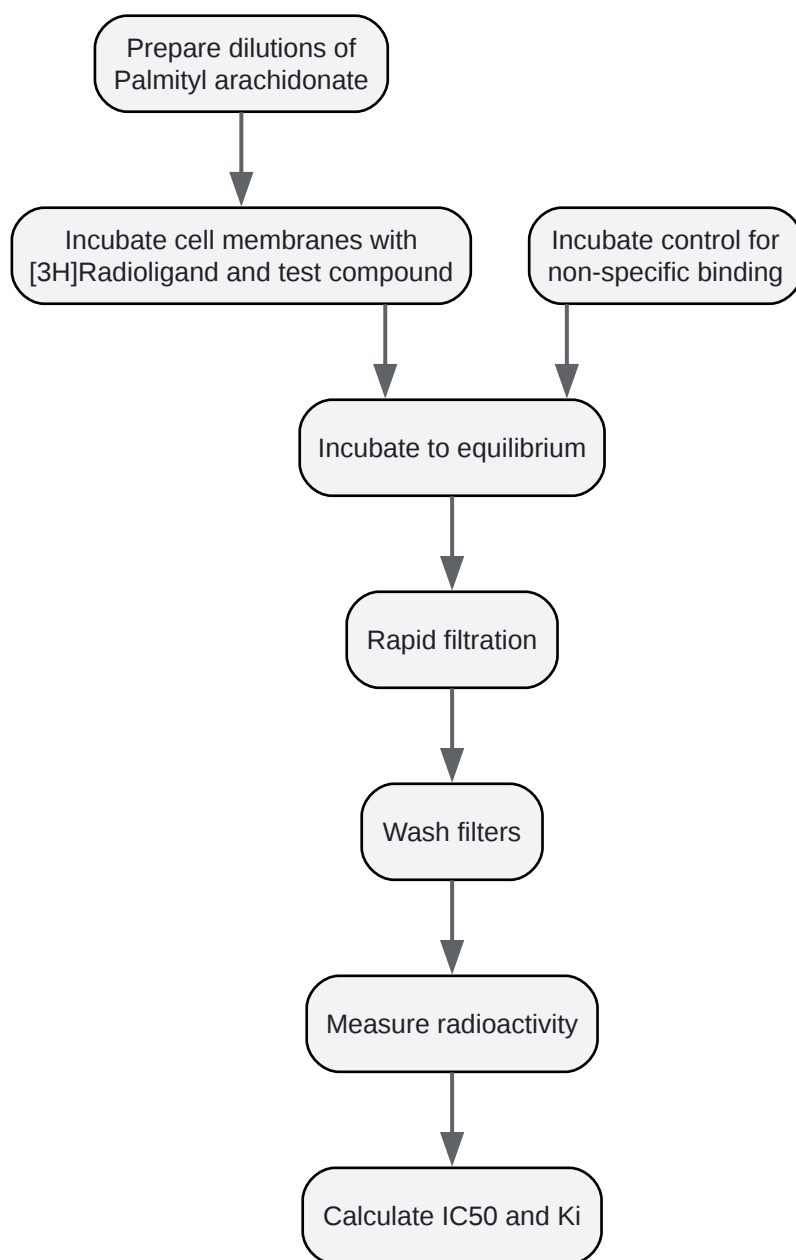 Prepare dilutions of
Palmityl arachidonate
Incubate cell membranes with
[3H]Radioligand and test compound
Incubate control for
non-specific binding
Incubate to equilibrium
Rapid filtration
Wash filters
Measure radioactivity
Calculate IC50 and Ki